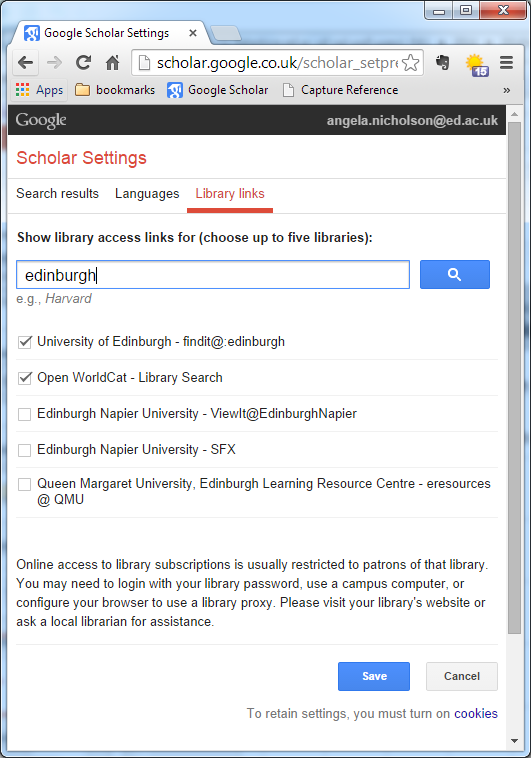 Google Scholar Settings
scholar.google.co.uk/scholar_setpre
15
Apps bookmarks Google Scholar Capture Reference »
Google angela.nicholson@ed.ac.uk
Scholar Settings
Search results Languages Library links
Show library access links for (choose up to five libraries):
edinburgh
e.g., Harvard
University of Edinburgh - findit@:edinburgh
Open WorldCat - Library Search
Edinburgh Napier University - ViewIt@EdinburghNapier
Edinburgh Napier University - SFX
Queen Margaret University, Edinburgh Learning Resource Centre - eresources
@ QMU
Online access to library subscriptions is usually restricted to patrons of that library.
You may need to login with your library password, use a campus computer, or
configure your browser to use a library proxy. Please visit your library's website or
ask a local librarian for assistance.
Save Cancel
To retain settings, you must turn on cookies